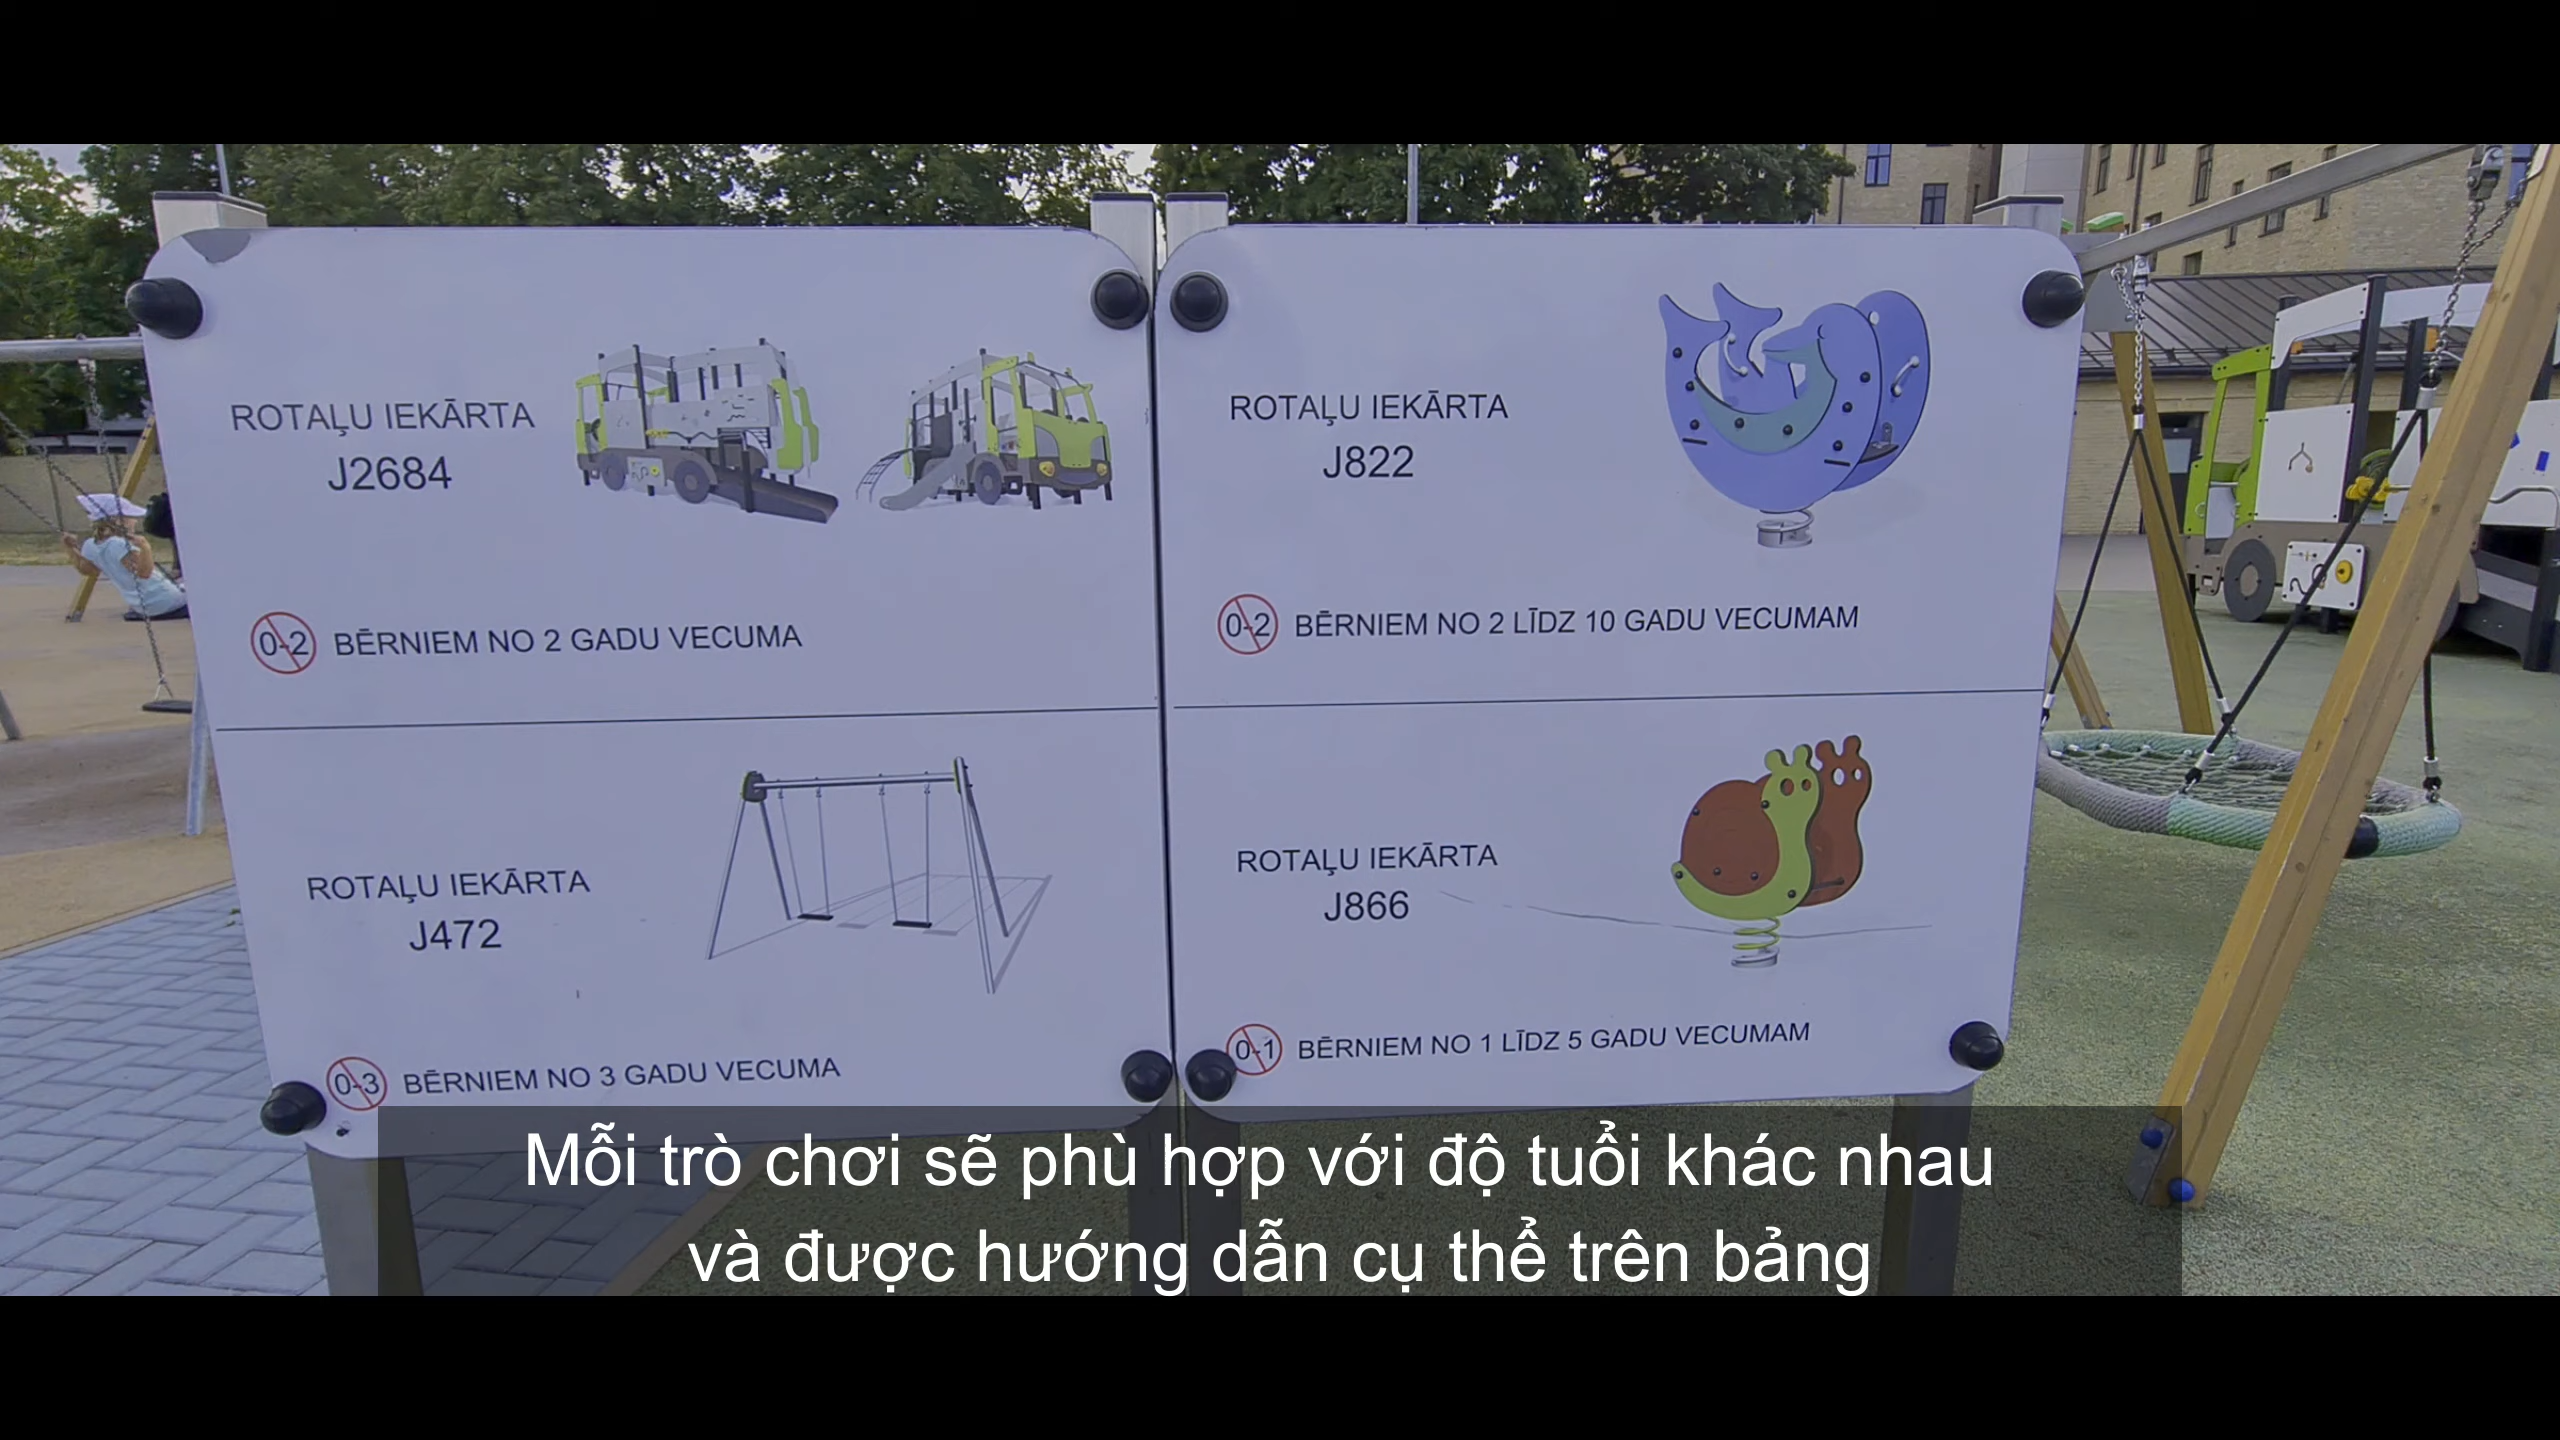 ROTAĻU IEKĀRTA
J2684
0-2 BĒRNIEM NO 2 GADU VECUMA
ROTAĻU IEKĀRTA
J822
0-2 BĒRNIEM NO 2 LĪDZ 10 GADU VECUMAM
ROTAĻU IEKĀRTA
J472
0-3 BĒRNIEM NO 3 GADU VECUMA
ROTAĻU IEKĀRTA
J866
0-1 BĒRNIEM NO 1 LĪDZ 5 GADU VECUMAM
Mỗi trò chơi sẽ phù hợp với độ tuổi khác nhau
và được hướng dẫn cụ thể trên bảng